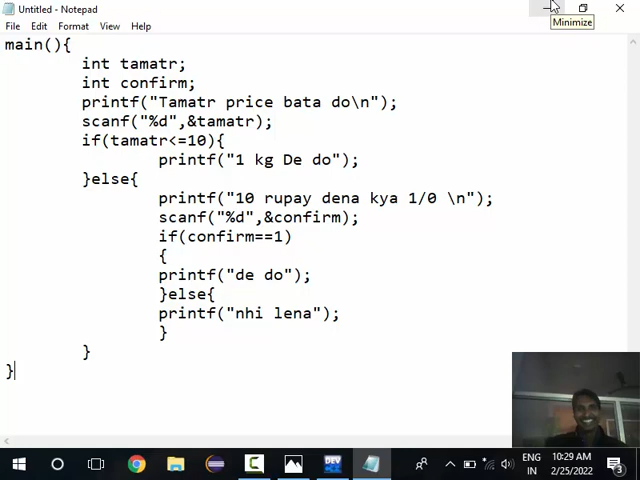 Untitled - Notepad
Minimize
File Edit Format View Help
main(){
int tamatr;
int confirm;
printf("Tamatr price bata do\n");
scanf("%d",&tamatr);
if(tamatr<=10){
printf("1 kg De do");
}else{
printf("10 rupay dena kya 1/0 \n");
scanf("%d",&confirm);
if(confirm==1)
{
printf("de do");
}else{
printf("nhi lena");
}
}
}
DEV
ENG
IN
10:29 AM
2/25/2022
3